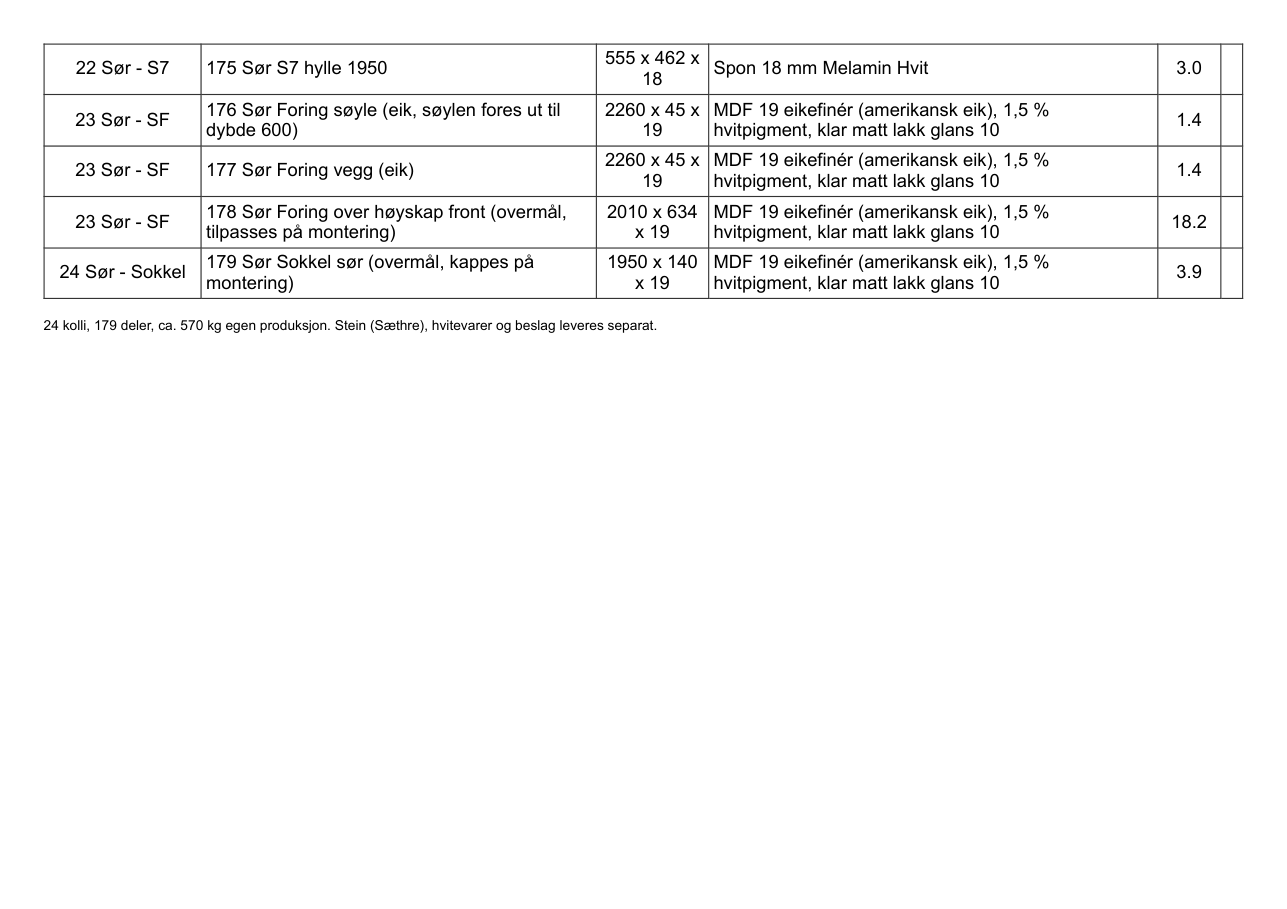 22 Sør - S7 175 Sør S7 hylle 1950 555 x 462 x Spon 18 mm Melamin Hvit 3.0
18
23 Sør - SF 176 Sør Foring søyle (eik, søylen fores ut til 2260 x 45 x MDF 19 eikefinér (amerikansk eik), 1,5 % 1.4
dybde 600) 19 hvitpigment, klar matt lakk glans 10
23 Sør - SF 177 Sør Foring vegg (eik) 2260 x 45 x MDF 19 eikefinér (amerikansk eik), 1,5 % 1.4
19 hvitpigment, klar matt lakk glans 10
23 Sør - SF 178 Sør Foring over høyskap front (overmål, 2010 x 634 MDF 19 eikefinér (amerikansk eik), 1,5 % 18.2
tilpasses på montering) x 19 hvitpigment, klar matt lakk glans 10
24 Sør - Sokkel 179 Sør Sokkel sør (overmål, kappes på 1950 x 140 MDF 19 eikefinér (amerikansk eik), 1,5 % 3.9
montering) x 19 hvitpigment, klar matt lakk glans 10
24 kolli, 179 deler, ca. 570 kg egen produksjon. Stein (Sæthre), hvitevarer og beslag leveres separat.